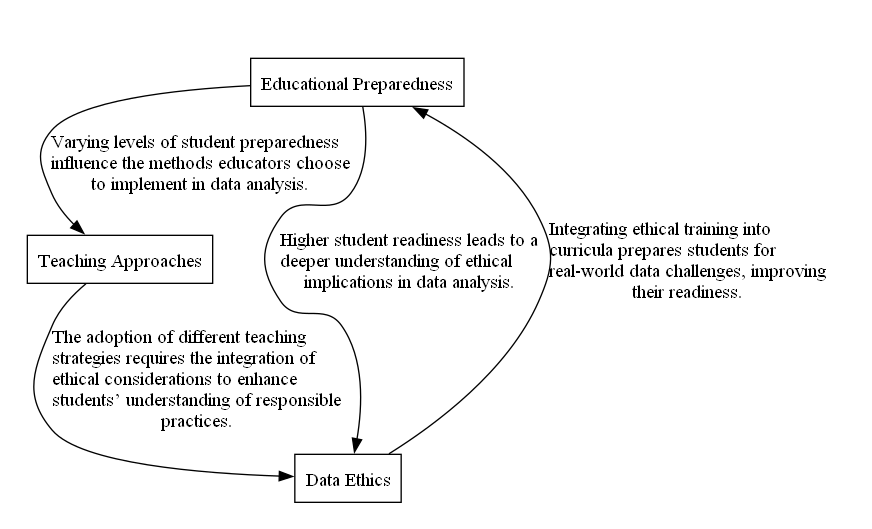 Educational Preparedness
Varying levels of student preparedness
influence the methods educators choose
to implement in data analysis.
Higher student readiness leads to a
deeper understanding of ethical
implications in data analysis.
Integrating ethical training into
curricula prepares students for
real-world data challenges, improving
their readiness.
Teaching Approaches
The adoption of different teaching
strategies requires the integration of
ethical considerations to enhance
students’ understanding of responsible
practices.
Data Ethics